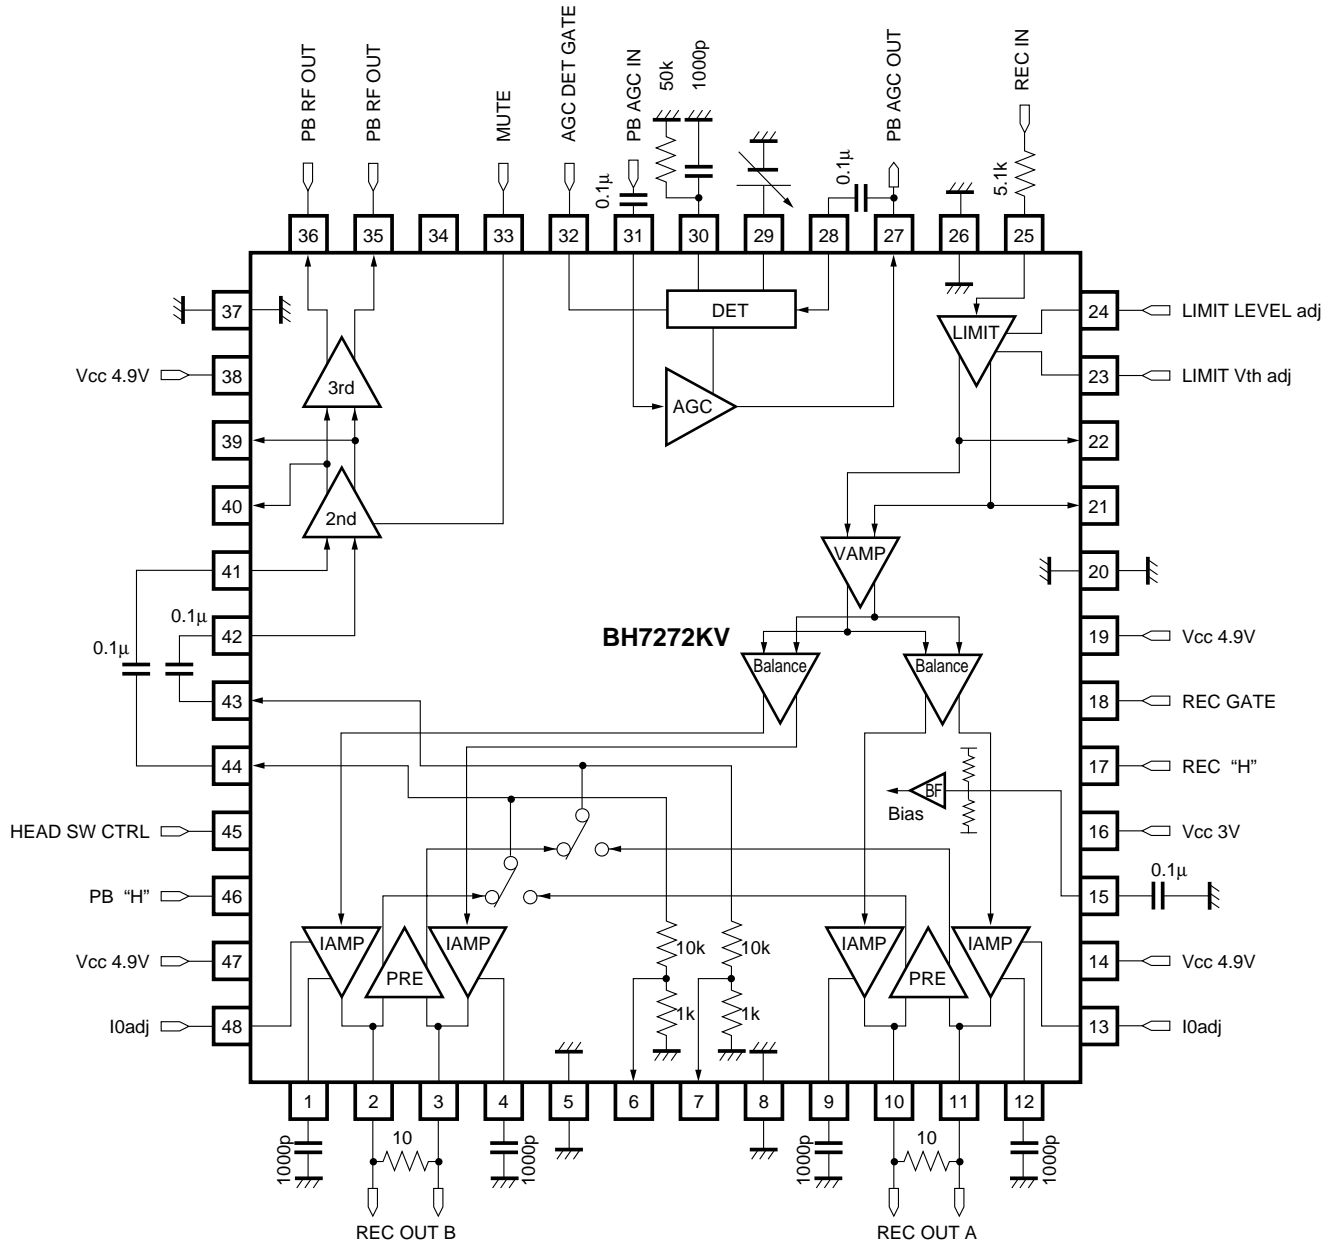 PB RF OUT
PB RF OUT
MUTE
AGC DET GATE
PB AGC IN
0.1µ
50k
1000p
0.1µ
PB AGC OUT
REC IN
5.1k
36
35
34
33
32
31
30
29
28
27
26
25
37
DET
24
LIMIT LEVEL adj
LIMIT
Vcc 4.9V
38
3rd
AGC
23
LIMIT Vth adj
39
22
40
2nd
21
41
VAMP
20
0.1µ
0.1µ
42
BH7272KV
19
Vcc 4.9V
43
Balance
Balance
18
REC GATE
44
17
REC “H”
BF
Bias
HEAD SW CTRL
45
16
Vcc 3V
PB “H”
46
15
0.1µ
Vcc 4.9V
47
IAMP
PRE
IAMP
10k
10k
IAMP
PRE
IAMP
14
Vcc 4.9V
I0adj
48
1k
1k
13
I0adj
1
2
3
4
5
6
7
8
9
10
11
12
1000p
10
1000p
1000p
10
1000p
REC OUT B
REC OUT A